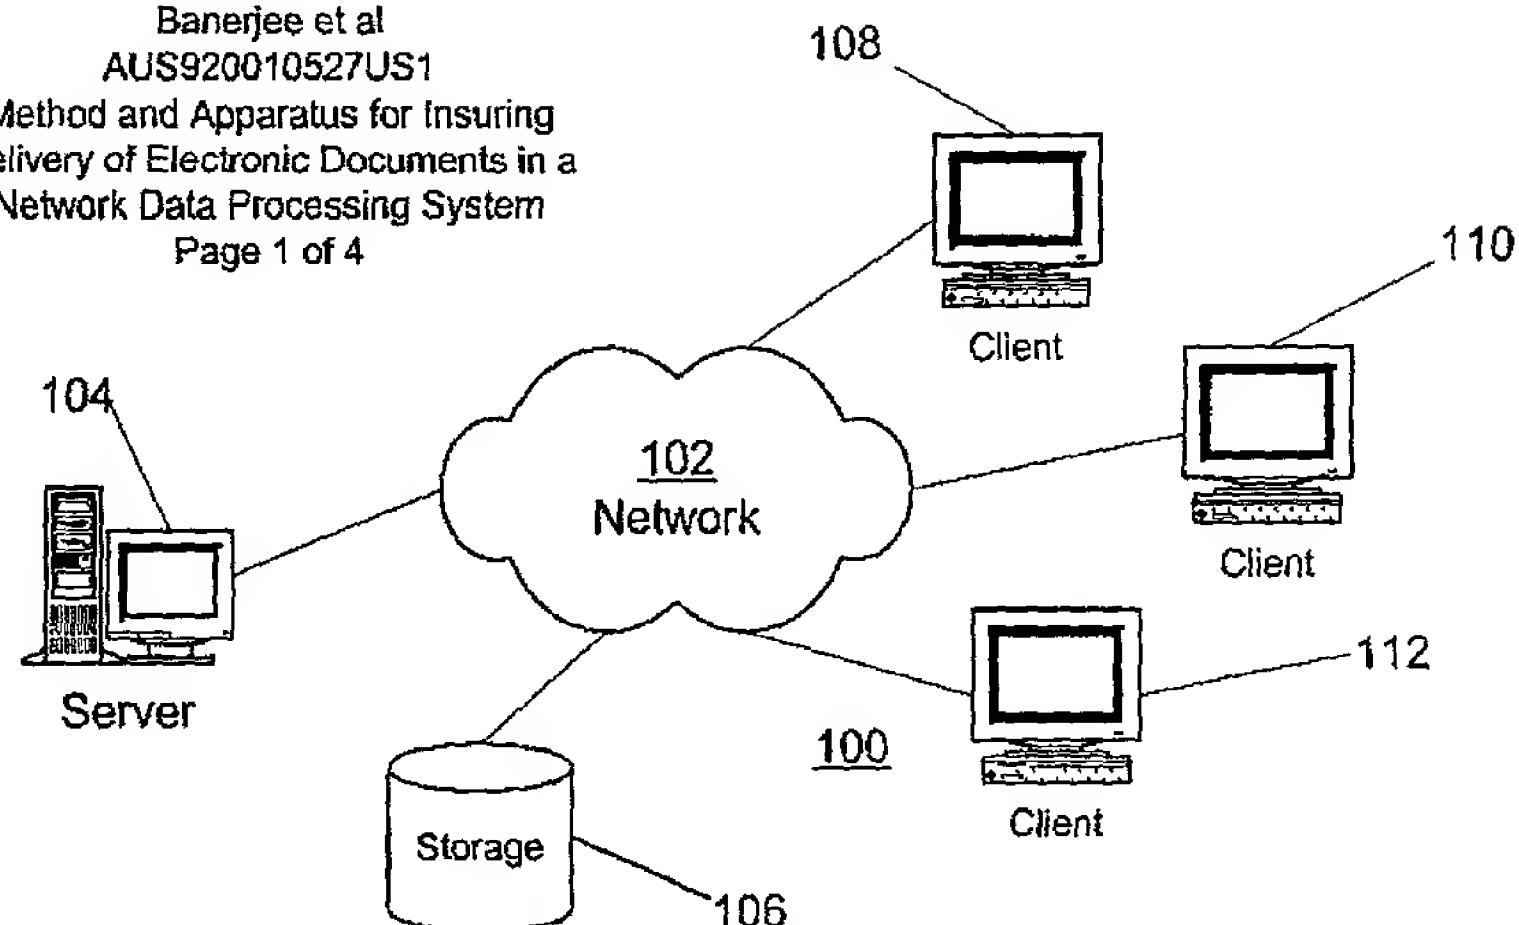 Banerjee et al
AUS920010527US1
Method and Apparatus for Insuring
elivery of Electronic Documents in a
Network Data Processing System
Page 1 of 4
108
110
Client
104
102
Network
Client
Server
112
100
Storage
Client
106